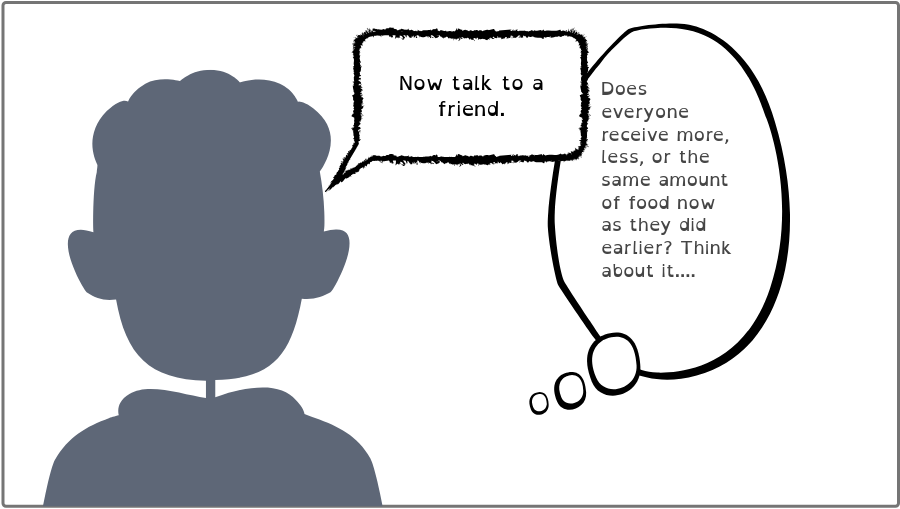 Now talk to a
friend.
Does
everyone
receive more,
less, or the
same amount
of food now
as they did
earlier? Think
about it....